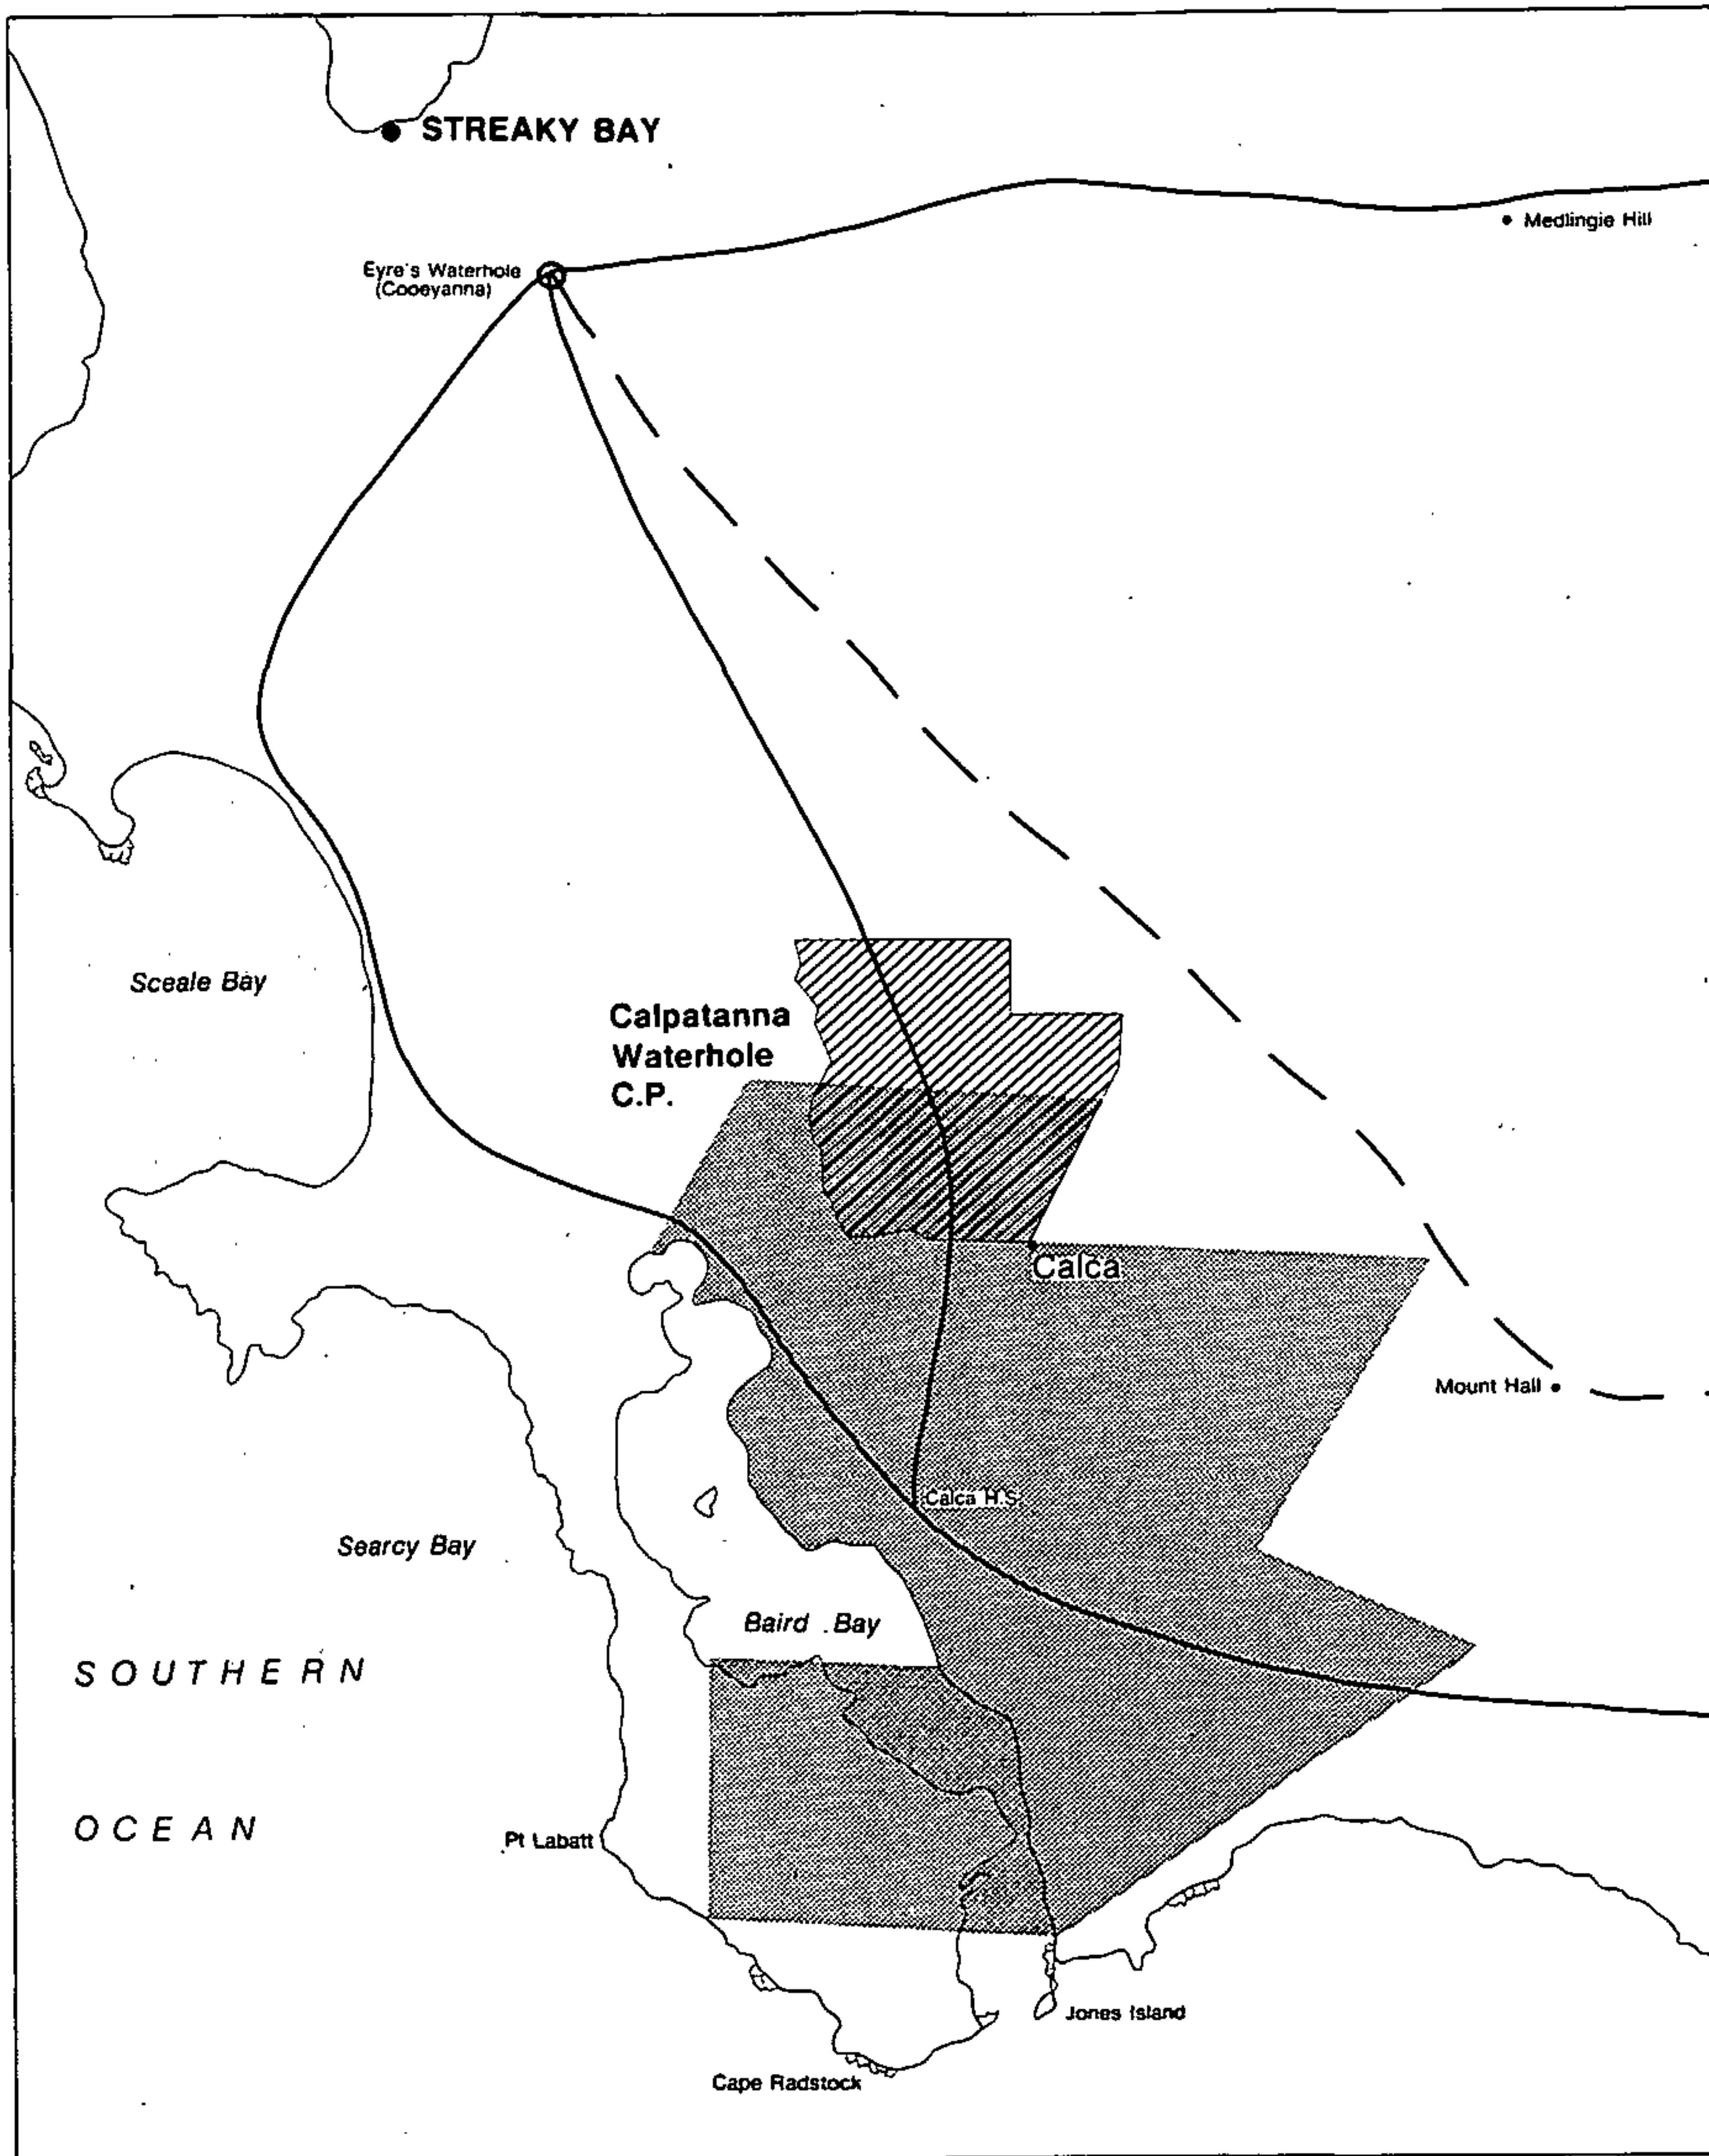 STREAKY BAY
Medlingie Hill
Eyre's Waterhole
(Cooeyanna)
Sceale Bay
Calpatanna
Waterhole
C.P.
Calca
Mount Hall
Calca H.S.
Searcy Bay
Baird Bay
SOUTHERN
OCEAN
Pt Labatt
Jones Island
Cape Radstock